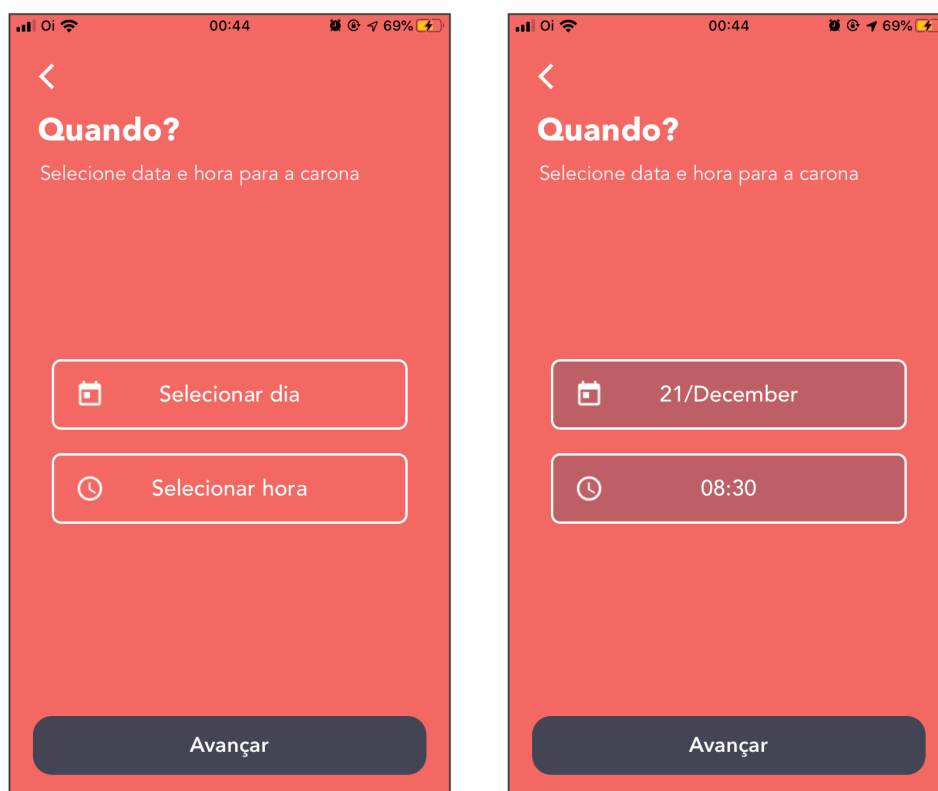 Oi 00:44 69%
Quando?
Selecione data e hora para a carona
Selecionar dia
Selecionar hora
Avançar
Oi 00:44 69%
Quando?
Selecione data e hora para a carona
21/December
08:30
Avançar